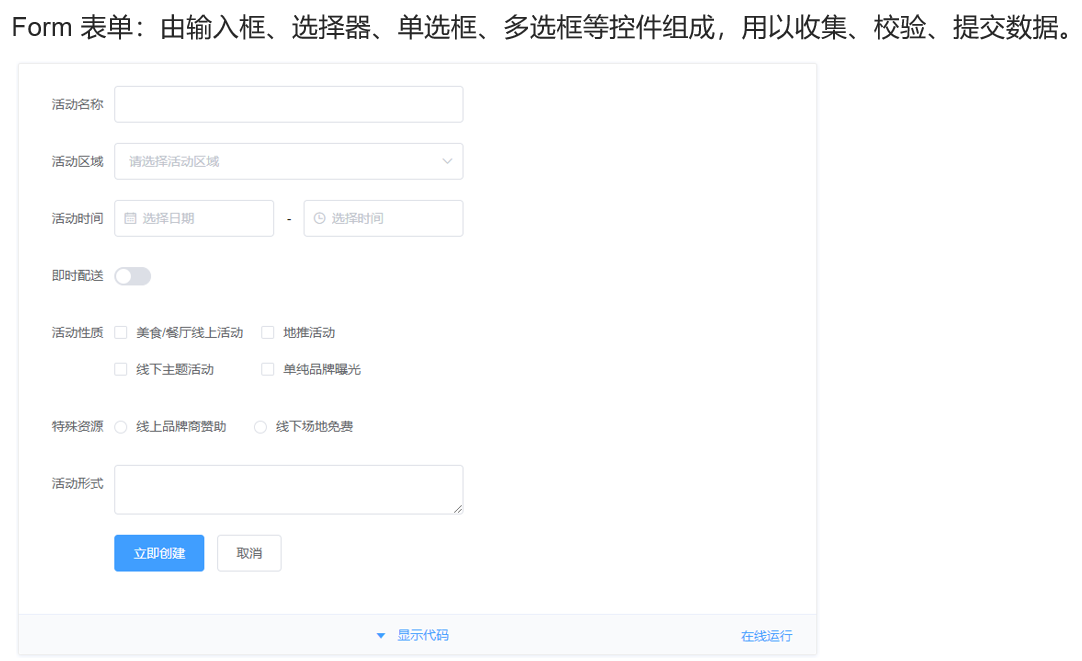 Form 表单：由输入框、选择器、单选框、多选框等控件组成，用以收集、校验、提交数据。
活动名称
活动区域 请选择活动区域
活动时间 选择日期 - 选择时间
即时配送
活动性质 美食/餐厅线上活动 地推活动
线下主题活动 单纯品牌曝光
特殊资源 线上品牌商赞助 线下场地免费
活动形式
立即创建 取消
显示代码 在线运行